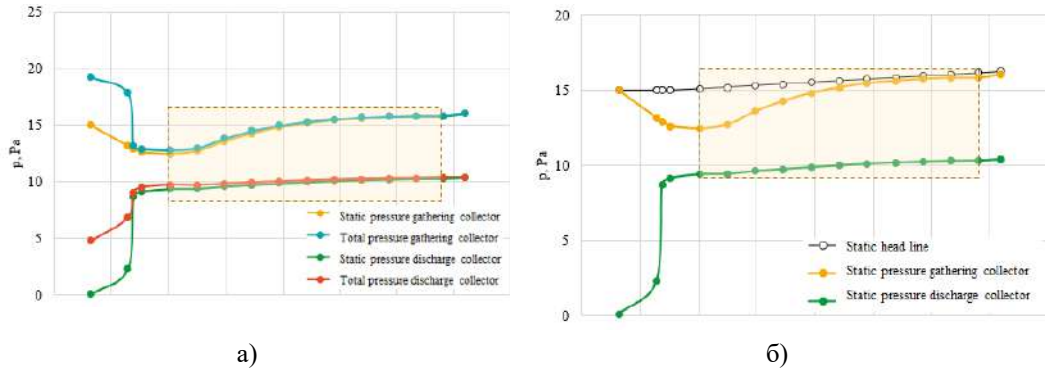 25
20
15
10
5
0
p, Pa
Static pressure gathering collector
Total pressure gathering collector
Static pressure discharge collector
Total pressure discharge collector
а)
20
15
10
5
0
p, Pa
Static head line
Static pressure gathering collector
Static pressure discharge collector
б)